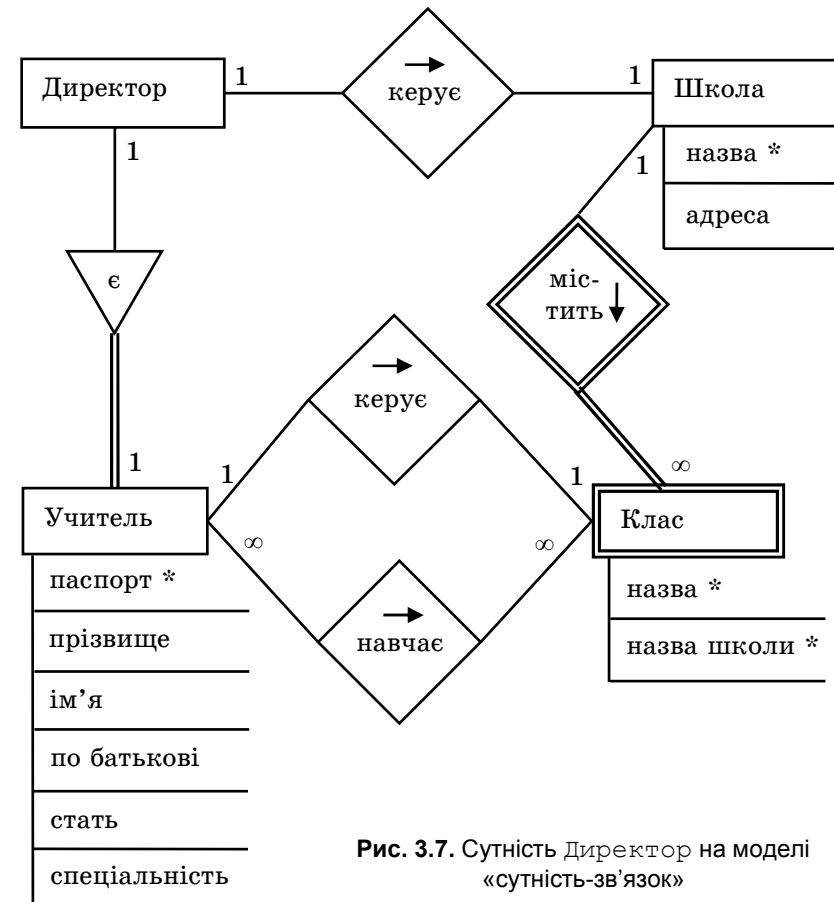 Директор
1
→
керує
1
Школа
назва *
адреса
1
1
є
міс-
тить ↓
→
керує
1
1
1
∞
Учитель
∞
∞
Клас
паспорт *
прізвище
ім’я
по батькові
стать
спеціальність
→
навчає
назва *
назва школи *
Рис. 3.7. Сутність Директор на моделі
«сутність-зв’язок»